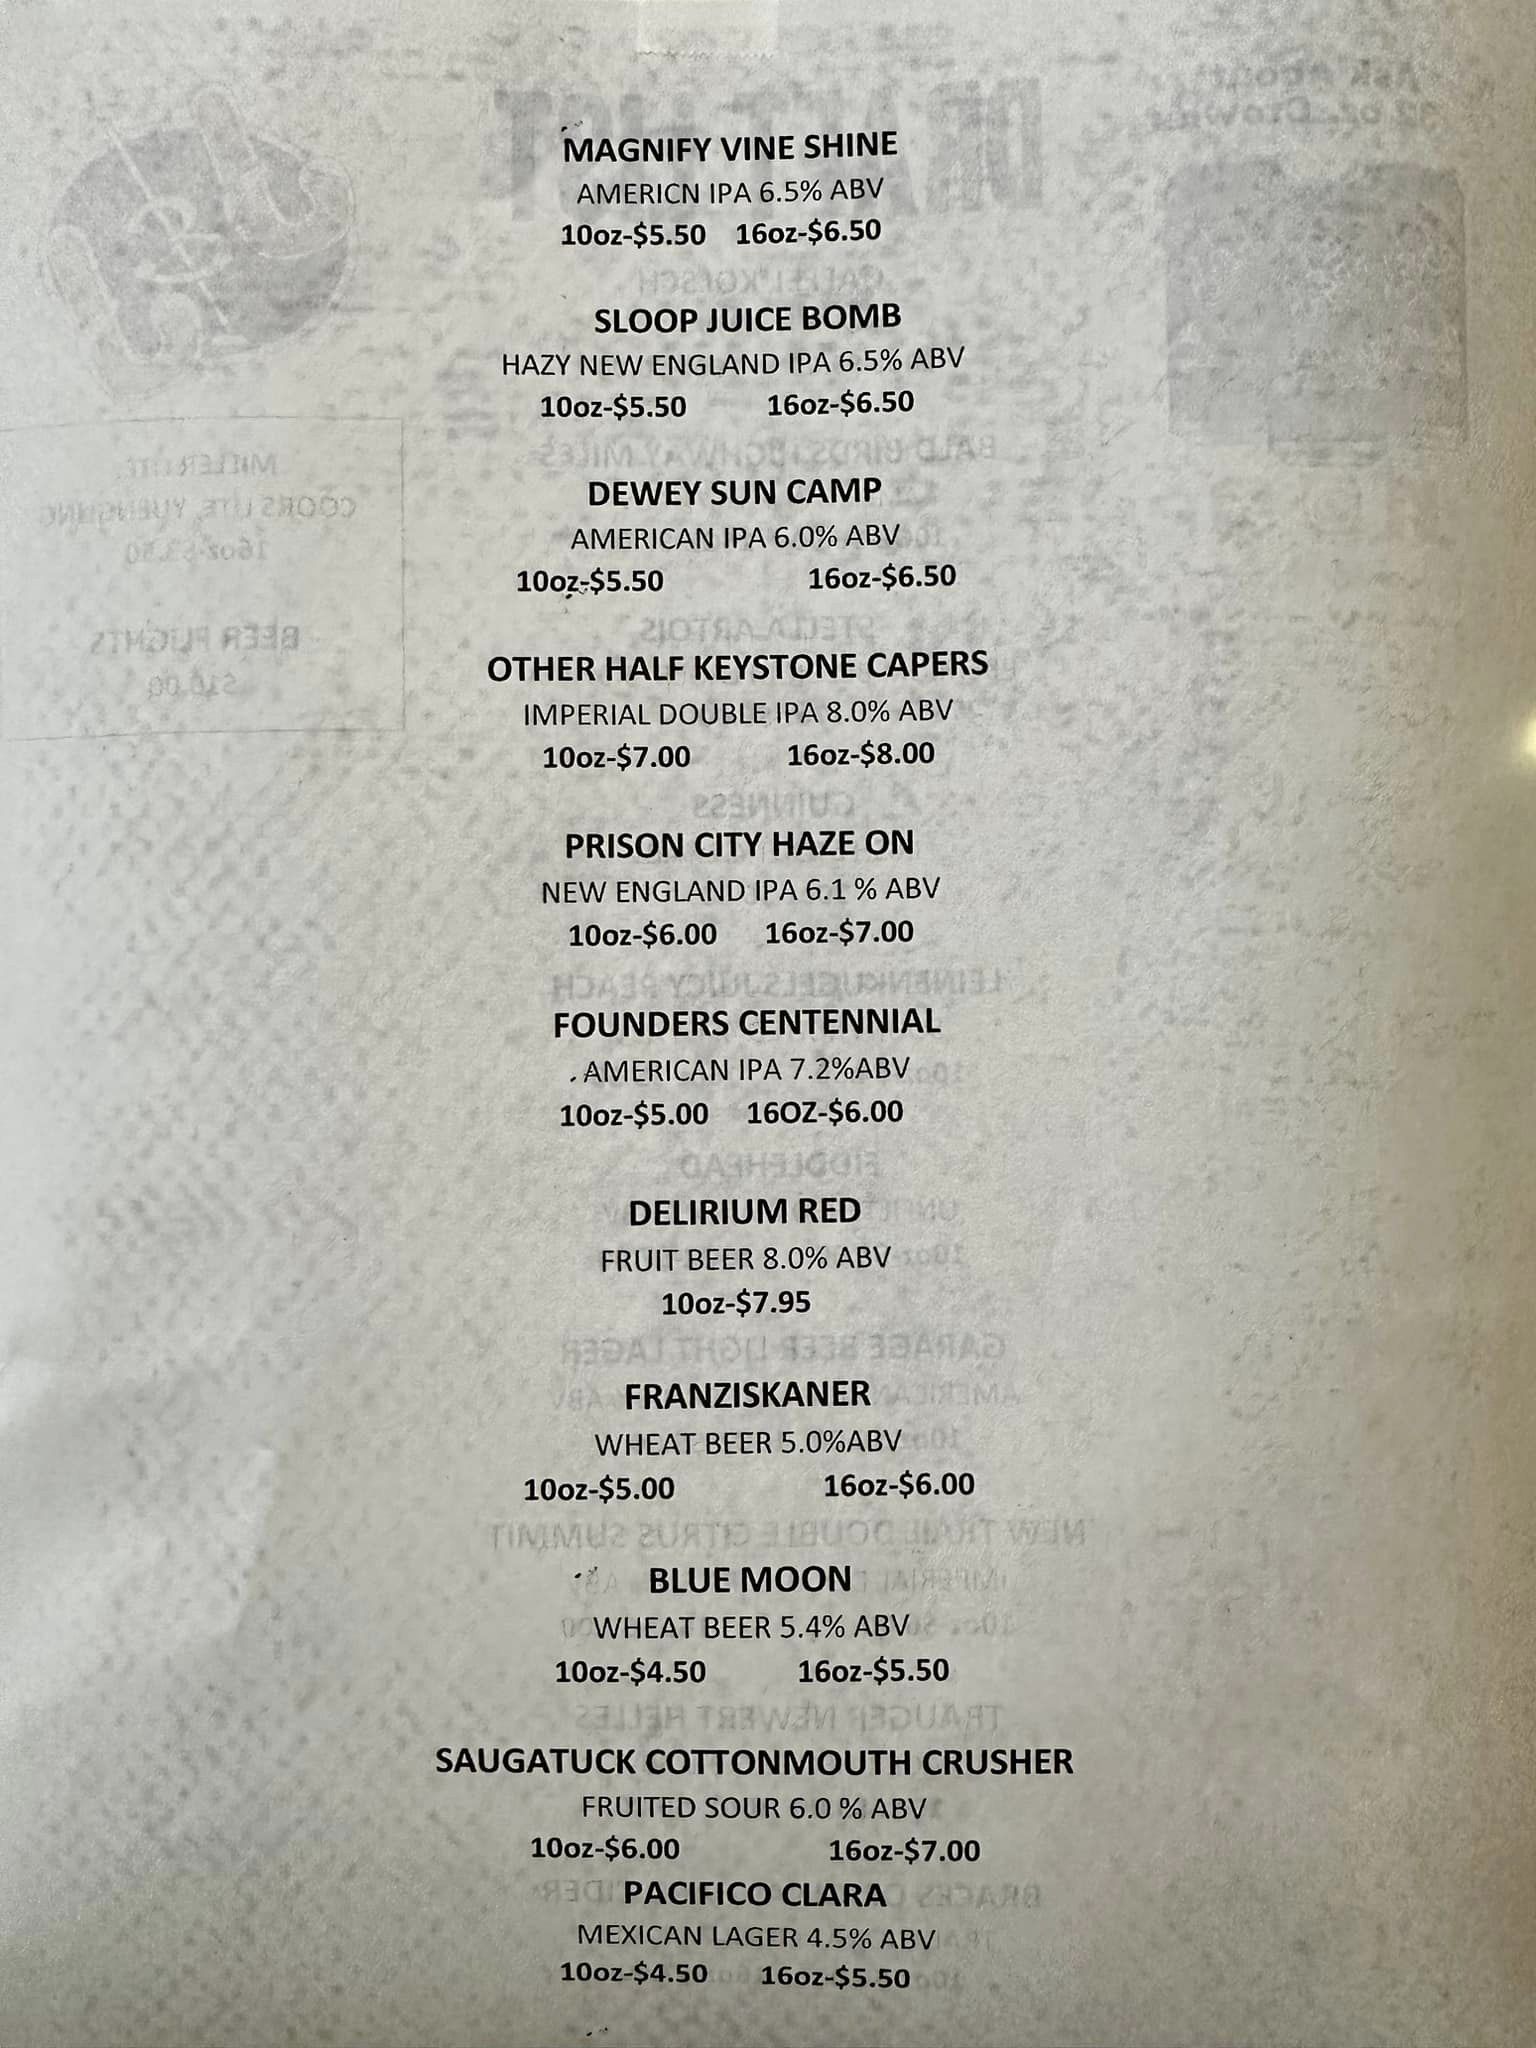 MAGNIFY VINE SHINE
AMERICN IPA 6.5% ABV
10oz-$5.50 16oz-$6.50
SLOOP JUICE BOMB
HAZY NEW ENGLAND IPA 6.5% ABV
10oz-$5.50 16oz-$6.50
DEWEY SUN CAMP
AMERICAN IPA 6.0% ABV
10oz-$5.50 16oz-$6.50
OTHER HALF KEYSTONE CAPERS
IMPERIAL DOUBLE IPA 8.0% ABV
10oz-$7.00 16oz-$8.00
PRISON CITY HAZE ON
NEW ENGLAND IPA 6.1 % ABV
10oz-$6.00 16oz-$7.00
FOUNDERS CENTENNIAL
AMERICAN IPA 7.2%ABV
10oz-$5.00 16OZ-$6.00
DELIRIUM RED
FRUIT BEER 8.0% ABV
10oz-$7.95
FRANZISKANER
WHEAT BEER 5.0%ABV
10oz-$5.00 16oz-$6.00
BLUE MOON
WHEAT BEER 5.4% ABV
10oz-$4.50 16oz-$5.50
SAUGATUCK COTTONMOUTH CRUSHER
FRUITED SOUR 6.0 % ABV
10oz-$6.00 16oz-$7.00
PACIFICO CLARA
MEXICAN LAGER 4.5% ABV
10oz-$4.50 16oz-$5.50